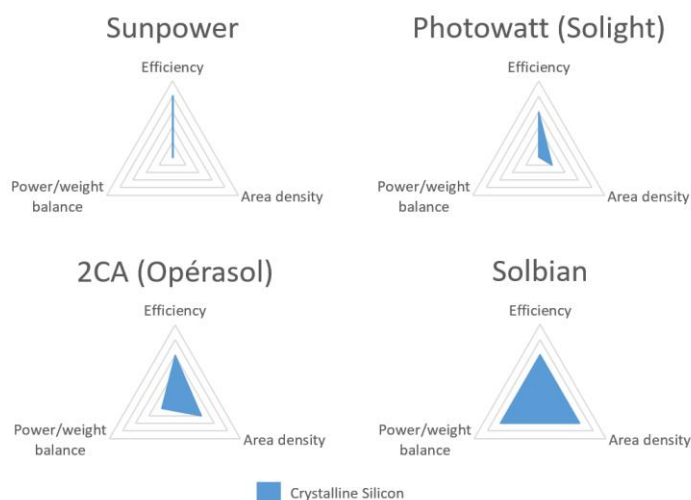 Sunpower
Photowatt (Solight)
Efficiency
Efficiency
Power/weight
balance
Area density
Power/weight
balance
Area density
2CA (Opérasol)
Solbian
Efficiency
Efficiency
Power/weight
balance
Area density
Power/weight
balance
Area density
Crystalline Silicon